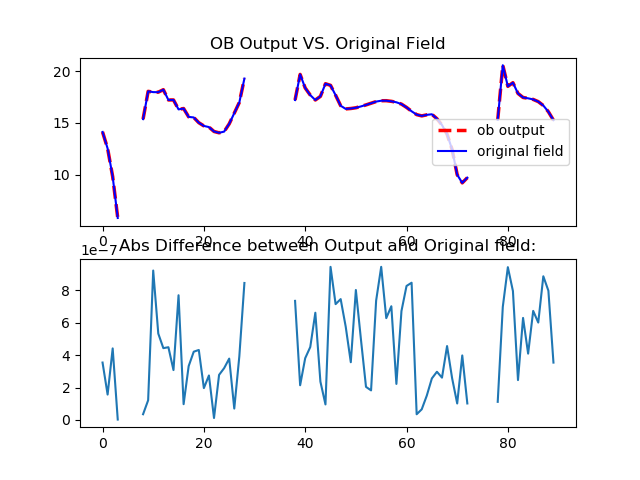 OB Output VS. Original Field
20
15
10
ob output
original field
0 20 40 60 80
1e−7
Abs Difference between Output and Original field:
8
6
4
2
0
0 20 40 60 80